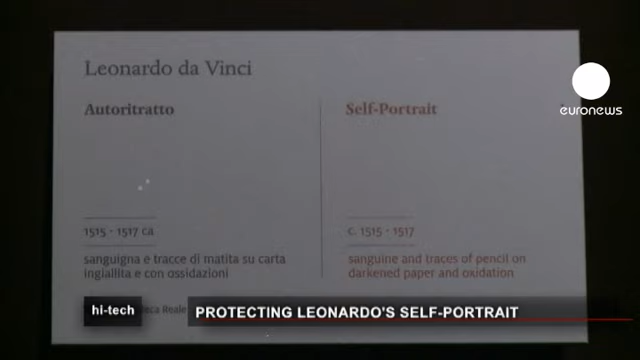 Leonardo da Vinci
Autoritratto
1515 - 1517 ca
sanguigna e tracce di matita su carta
ingiallita e con ossidazioni
Self-Portrait
c. 1515 - 1517
sanguine and traces of pencil on
darkened paper and oxidation
Reale
euronews
hi-tech
PROTECTING LEONARDO'S SELF-PORTRAIT